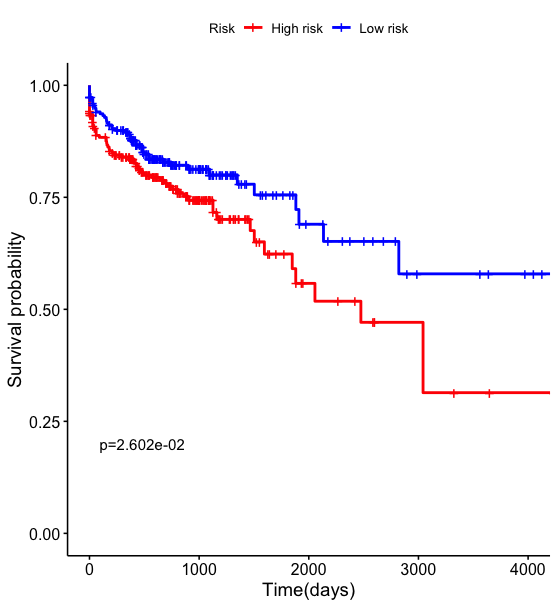 Risk High risk Low risk
1.00
0.75
0.50
0.25
0.00
Survival probability
p=2.602e-02
0 1000 2000 3000 4000
Time(days)